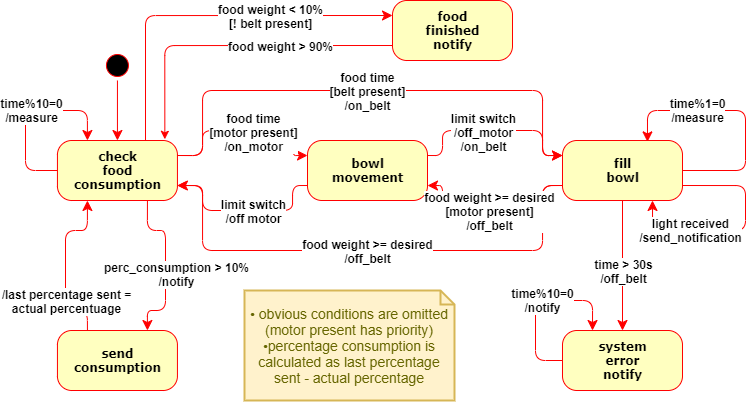 food weight < 10%
[! belt present]
food
finished
notify
food weight > 90%
time%10=0
/measure
food time
[belt present]
/on_belt
food time
[motor present]
/on_motor
limit switch
/off_motor
/on_belt
time%1=0
/measure
check
food
consumption
bowl
movement
fill
bowl
limit switch
/off motor
food weight >= desired
[motor present]
/off_belt
light received
/send_notification
food weight >= desired
/off_belt
perc_consumption > 10%
/notify
time > 30s
/off_belt
/last percentage sent =
actual percentuage
time%10=0
/notify
• obvious conditions are omitted
(motor present has priority)
•percentage consumption is
calculated as last percentage
sent - actual percentage
send
consumption
system
error
notify